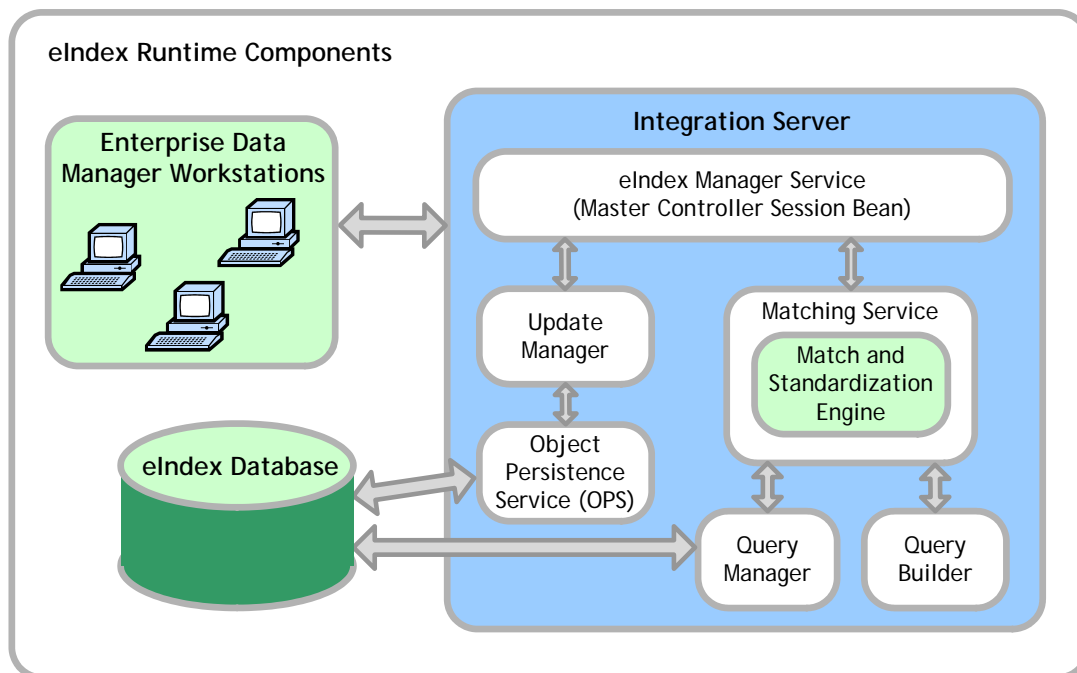 eIndex Runtime Components
Enterprise Data
Manager Workstations
Integration Server
eIndex Manager Service
(Master Controller Session Bean)
Update
Manager
Matching Service
Match and
Standardization
Engine
eIndex Database
Object
Persistence
Service (OPS)
Query
Manager
Query
Builder